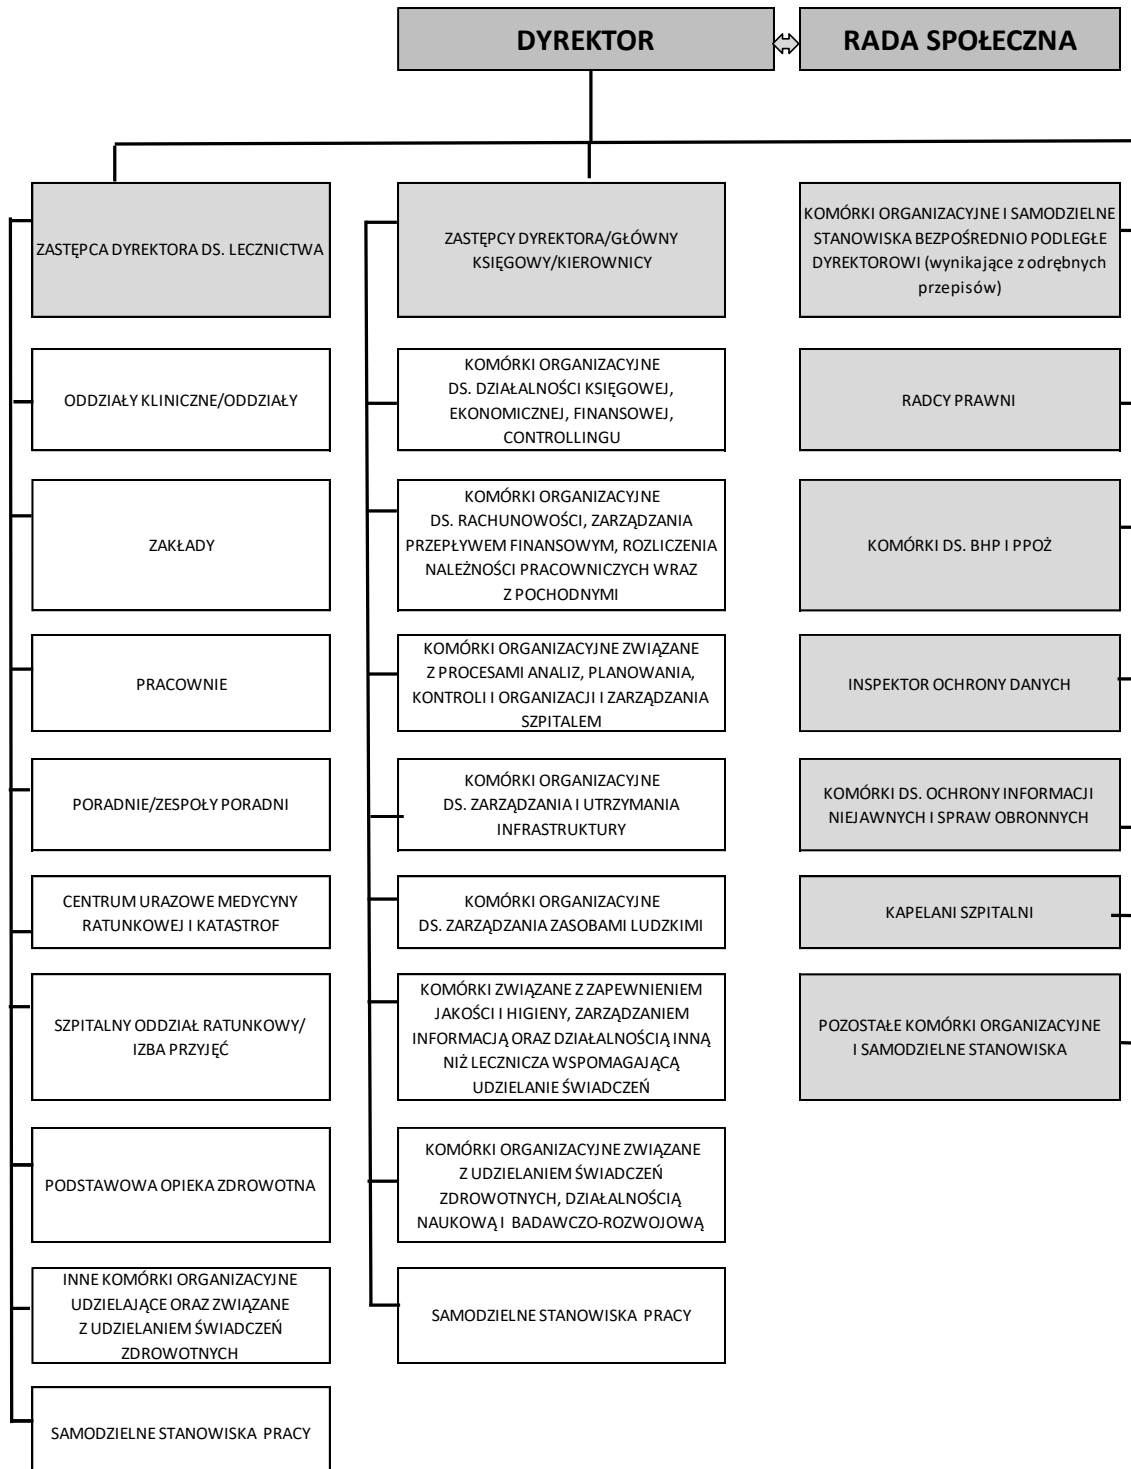 DYREKTOR
RADA SPOŁECZNA
ZASTĘPCA DYREKTORA DS. LECZNICTWA
ODDZIAŁY KLINICZNE/ODDZIAŁY
ZAKŁADY
PRACOWNIE
PORADNIE/ZESPOŁY PORADNI
CENTRUM URAZOWE MEDYCYNY
RATUNKOWEJ I KATASTROF
SZPITALNY ODDZIAŁ RATUNKOWY/
IZBA PRZYJĘĆ
PODSTAWOWA OPIEKA ZDROWOTNA
INNE KOMÓRKI ORGANIZACYJNE
UDZIELAJĄCE ORAZ ZWIĄZANE
Z UDZIELANIEM ŚWIADCZEŃ
ZDROWOTNYCH
SAMODZIELNE STANOWISKA PRACY
ZASTĘPCY DYREKTORA/GŁÓWNY
KSIĘGOWY/KIEROWNICY
KOMÓRKI ORGANIZACYJNE
DS. DZIAŁALNOŚCI KSIĘGOWEJ,
EKONOMICZNEJ, FINANSOWEJ,
CONTROLLINGU
KOMÓRKI ORGANIZACYJNE
DS. RACHUNOWOŚCI, ZARZĄDZANIA
PRZEPŁYWEM FINANSOWYM, ROZLICZENIA
NALEŻNOŚCI PRACOWNICZYCH WRAZ
Z POCHODNYMI
KOMÓRKI ORGANIZACYJNE ZWIĄZANE
Z PROCESAMI ANALIZ, PLANOWANIA,
KONTROLI I ORGANIZACJI I ZARZĄDZANIA
SZPITALEM
KOMÓRKI ORGANIZACYJNE
DS. ZARZĄDZANIA I UTRZYMANIA
INFRASTRUKTURY
KOMÓRKI ORGANIZACYJNE
DS. ZARZĄDZANIA ZASOBAMI LUDZKIMI
KOMÓRKI ZWIĄZANE Z ZAPEWNIENIEM
JAKOŚCI I HIGIENY, ZARZĄDZANIEM
INFORMACJĄ ORAZ DZIAŁALNOŚCIĄ INNĄ
NIŻ LECZNICZA WSPOMAGAJĄCĄ
UDZIELANIE ŚWIADCZEŃ
KOMÓRKI ORGANIZACYJNE ZWIĄZANE
Z UDZIELANIEM ŚWIADCZEŃ
ZDROWOTNYCH, DZIAŁALNOŚCIĄ
NAUKOWĄ I BADAWCZO-ROZWOJOWĄ
SAMODZIELNE STANOWISKA PRACY
KOMÓRKI ORGANIZACYJNE I SAMODZIELNE
STANOWISKA BEZPOŚREDNIO PODLEGŁE
DYREKTOROWI (wynikające z odrębnych
przepisów)
RADCY PRAWNI
KOMÓRKI DS. BHP I PPOŻ
INSPEKTOR OCHRONY DANYCH
KOMÓRKI DS. OCHRONY INFORMACJI
NIEJAWNYCH I SPRAW OBRONNYCH
KAPELANI SZPITALNI
POZOSTAŁE KOMÓRKI ORGANIZACYJNE
I SAMODZIELNE STANOWISKA